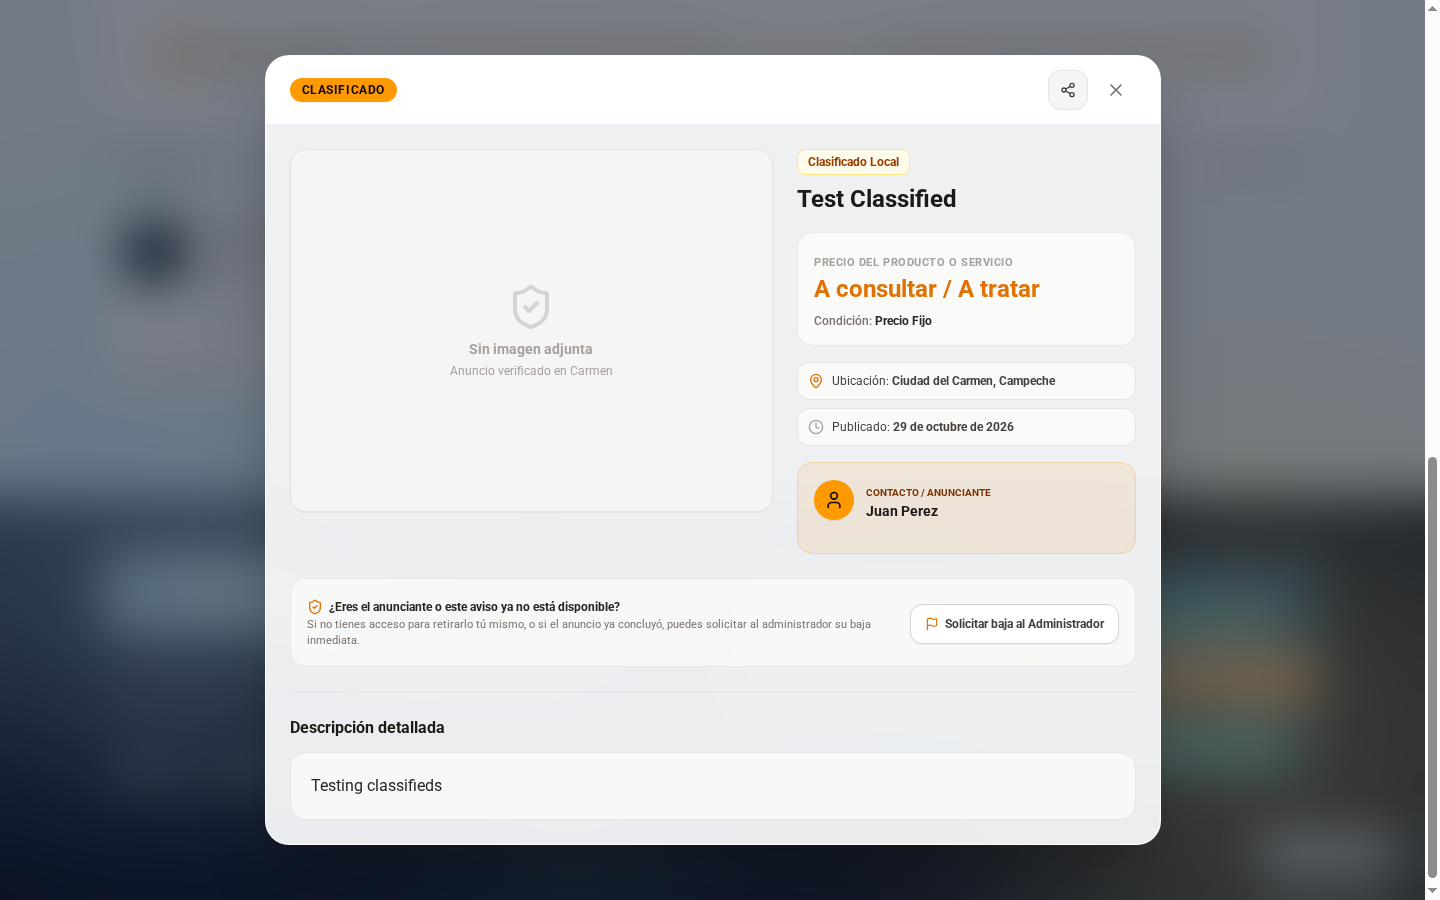 CLASIFICADO
Sin imagen adjunta
Anuncio verificado en Carmen
Clasificado Local
Test Classified
PRECIO DEL PRODUCTO O SERVICIO
A consultar / A tratar
Condición: Precio Fijo
Ubicación: Ciudad del Carmen, Campeche
Publicado: 29 de octubre de 2026
CONTACTO / ANUNCIANTE
Juan Perez
¿Eres el anunciante o este aviso ya no está disponible?
Si no tienes acceso para retirarlo tú mismo, o si el anuncio ya concluyó, puedes solicitar al administrador su baja
inmediata.
Solicitar baja al Administrador
Descripción detallada
Testing classifieds